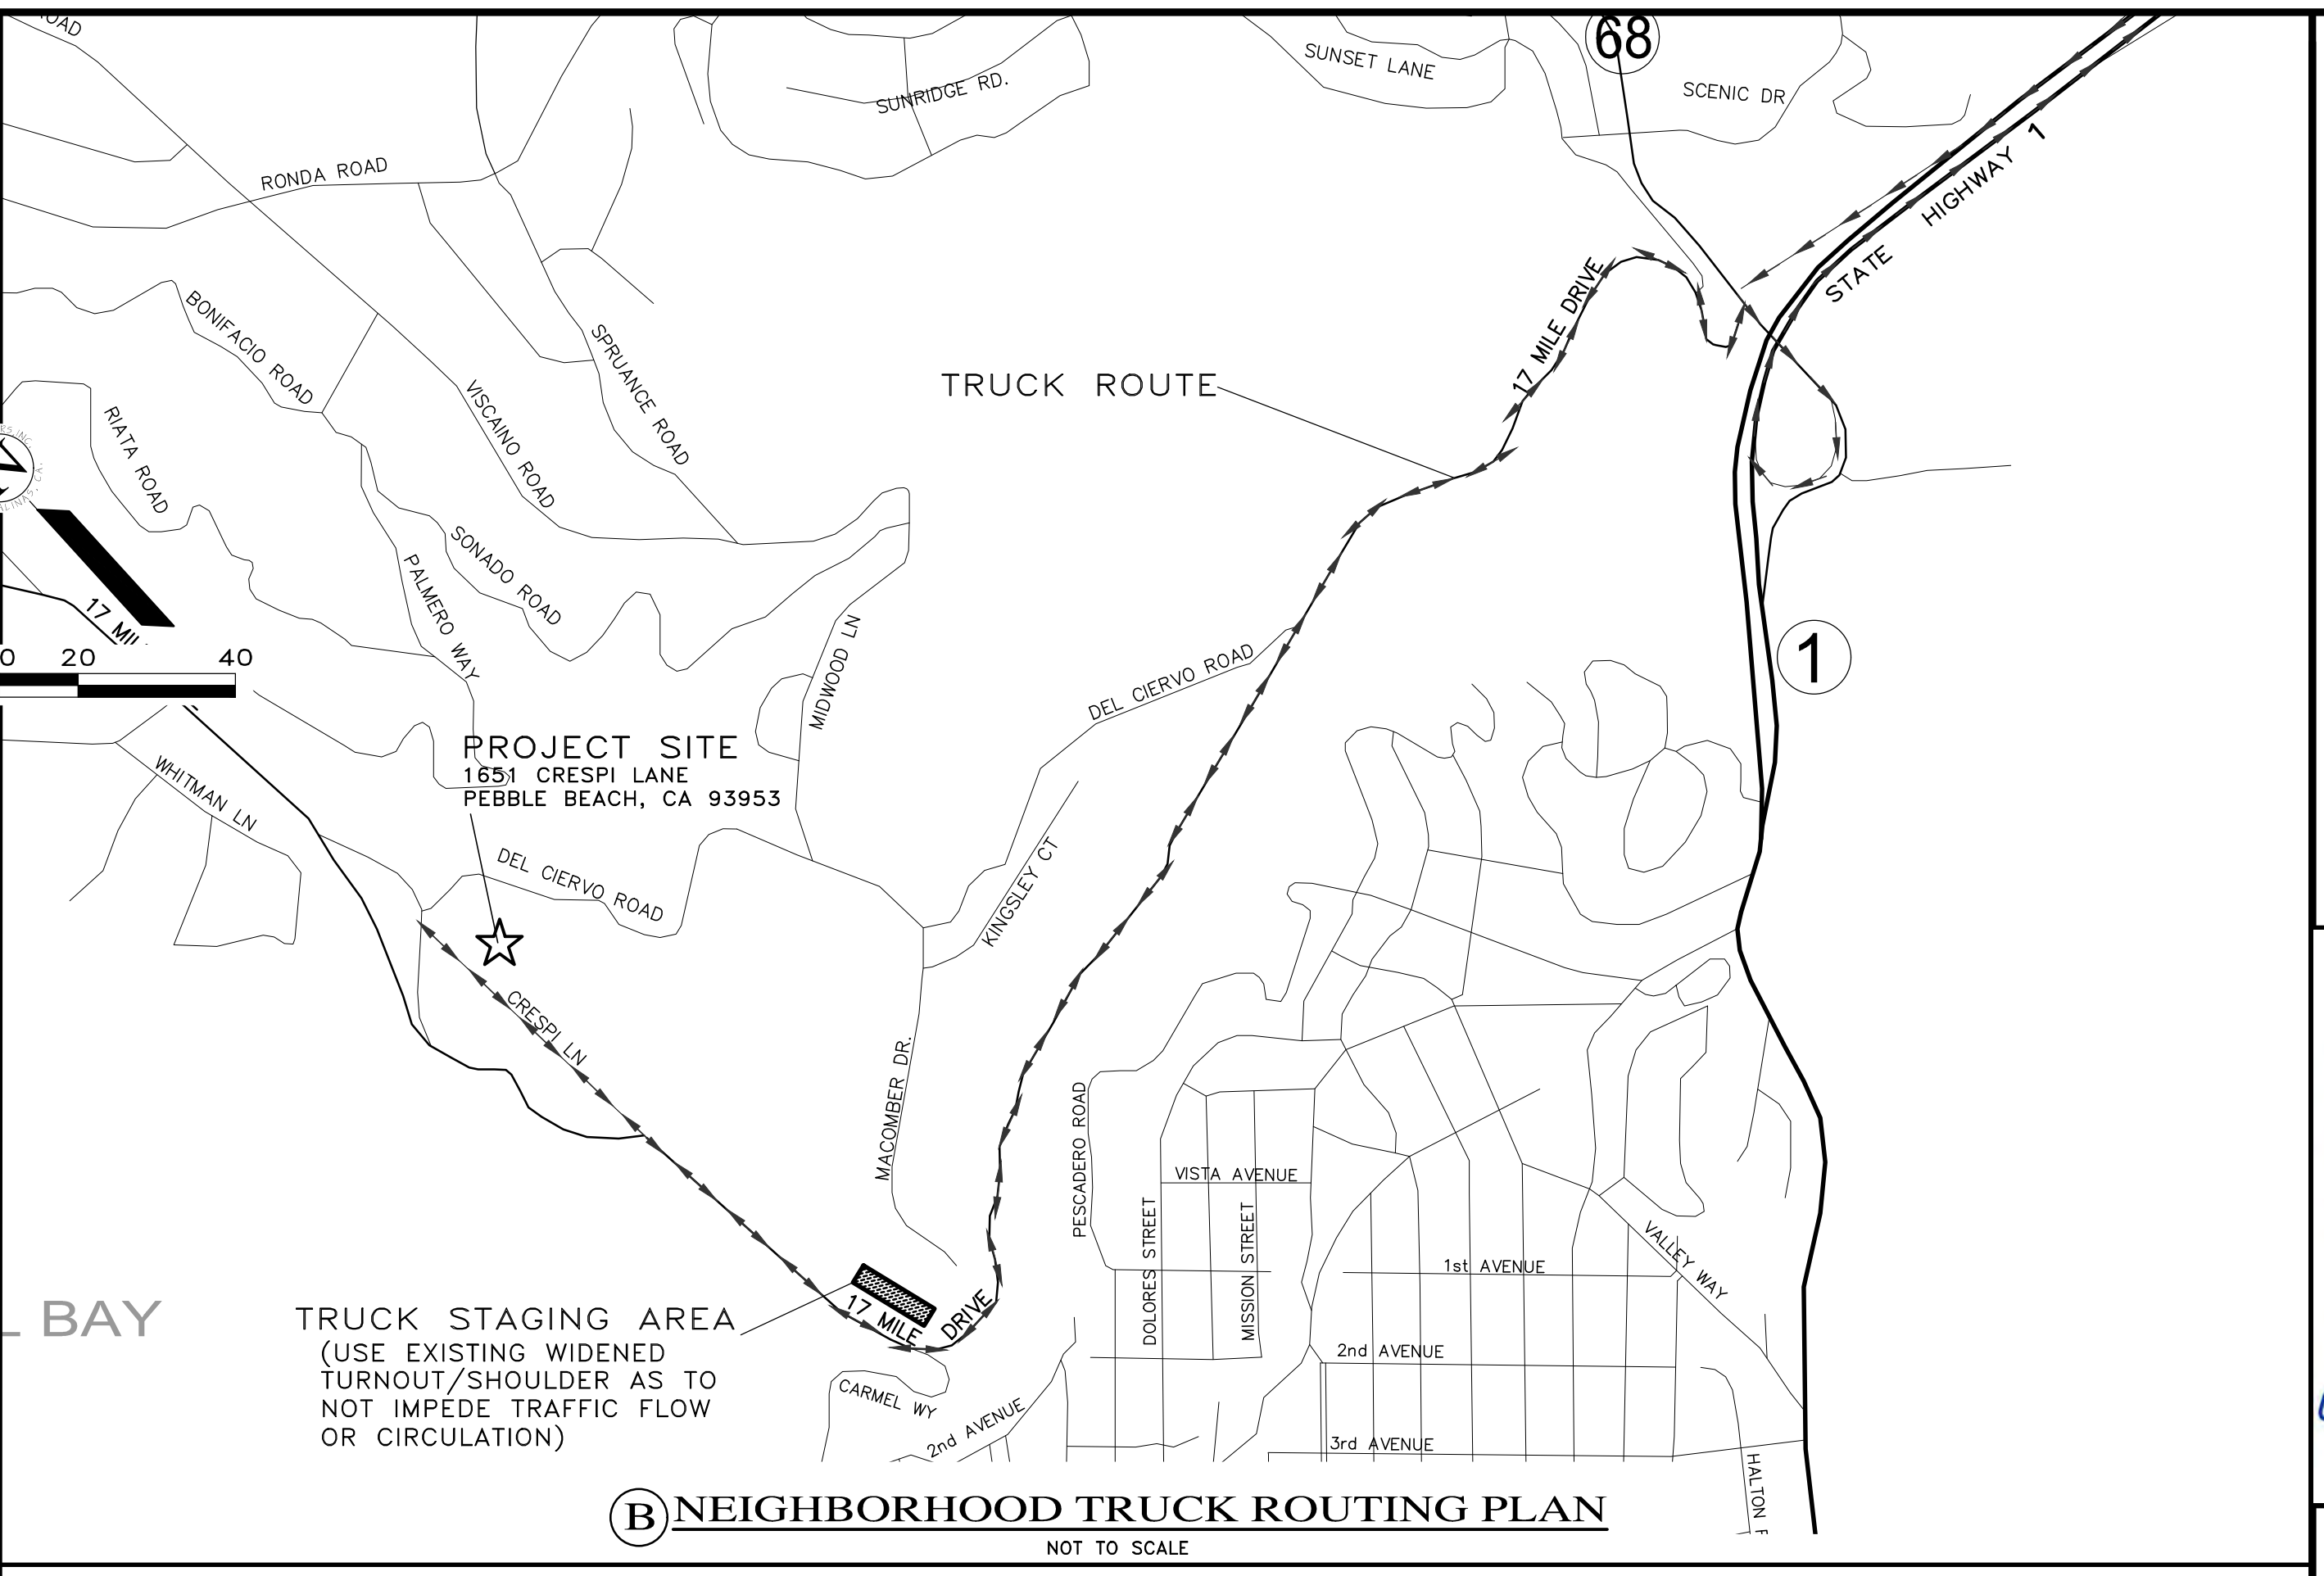 ROAD
68
SUNSET LANE
SUNRIDGE RD.
SCENIC DR
RONDA ROAD
STATE HIGHWAY 1
17 MILE DRIVE
BONIFACIO ROAD
SPRUANCE ROAD
VISCAINO ROAD
TRUCK ROUTE
RIATA ROAD
SONADO ROAD
PALMERO WAY
17 MIL
0 20 40
MIDWOOD LN
DEL CIERVO ROAD
1
PROJECT SITE
1651 CRESPI LANE
PEBBLE BEACH, CA 93953
WHITMAN LN
DEL CIERVO ROAD
KINGSLEY CT
CRESPI LN
MACOMBER DR.
PESCADERO ROAD
VISTA AVENUE
DOLORES STREET
MISSION STREET
VALLEY WAY
1st AVENUE
L BAY
TRUCK STAGING AREA
(USE EXISTING WIDENED
TURNOUT/SHOULDER AS TO
NOT IMPEDE TRAFFIC FLOW
OR CIRCULATION)
17 MILE DRIVE
2nd AVENUE
CARMEL WY
2nd AVENUE
3rd AVENUE
HALTON R
B NEIGHBORHOOD TRUCK ROUTING PLAN
NOT TO SCALE